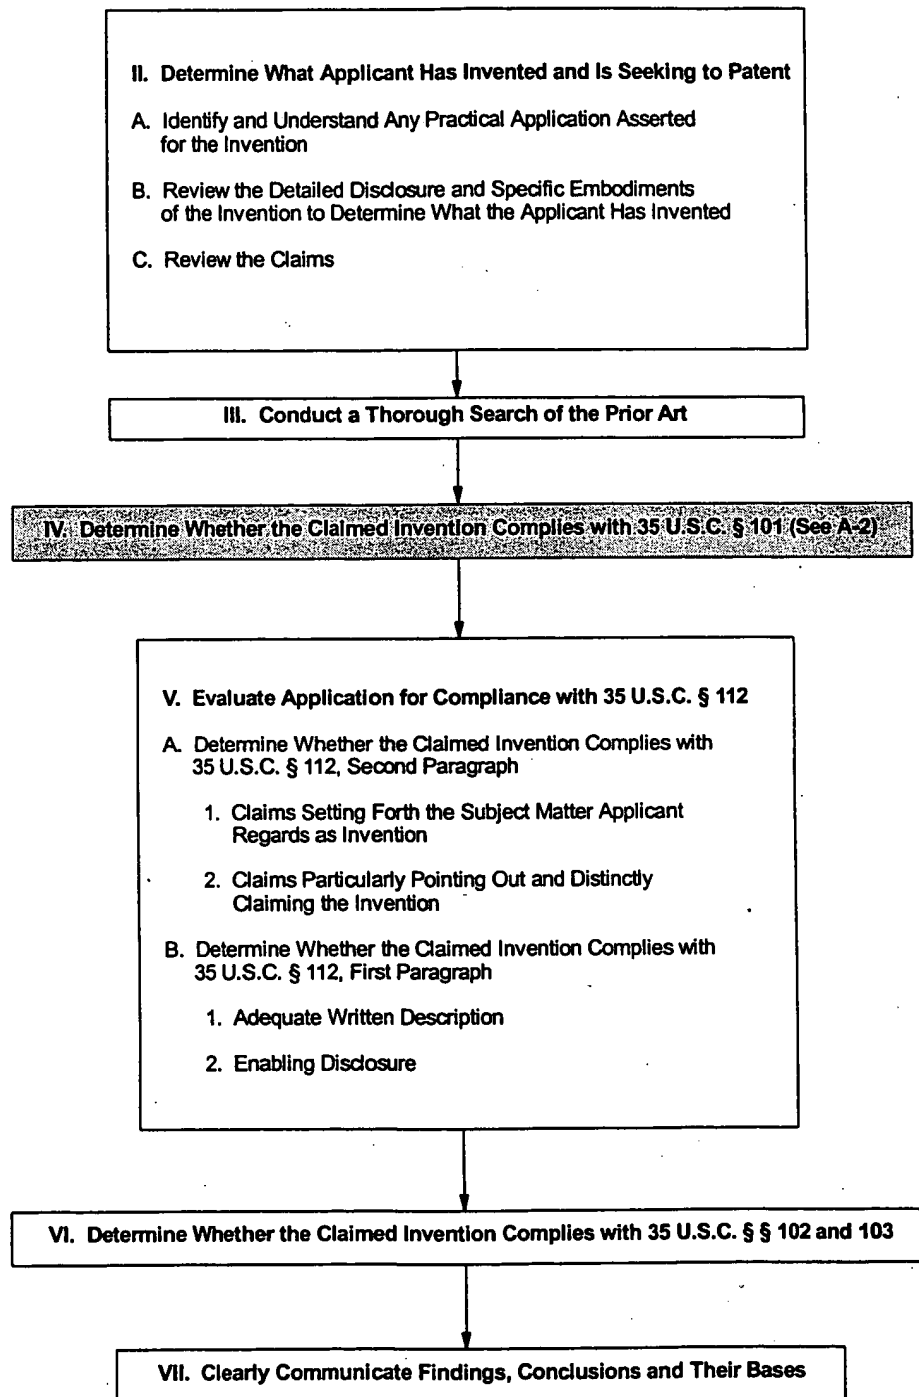 II. Determine What Applicant Has Invented and Is Seeking to Patent
A. Identify and Understand Any Practical Application Asserted
for the Invention
B. Review the Detailed Disclosure and Specific Embodiments
of the Invention to Determine What the Applicant Has Invented
C. Review the Claims
III. Conduct a Thorough Search of the Prior Art
IV. Determine Whether the Claimed Invention Complies with 35 U.S.C. § 101 (See A-2)
V. Evaluate Application for Compliance with 35 U.S.C. § 112
A. Determine Whether the Claimed Invention Complies with
35 U.S.C. § 112, Second Paragraph
1. Claims Setting Forth the Subject Matter Applicant
Regards as Invention
2. Claims Particularly Pointing Out and Distinctly
Claiming the Invention
B. Determine Whether the Claimed Invention Complies with
35 U.S.C. § 112, First Paragraph
1. Adequate Written Description
2. Enabling Disclosure
VI. Determine Whether the Claimed Invention Complies with 35 U.S.C. § § 102 and 103
VII. Clearly Communicate Findings, Conclusions and Their Bases